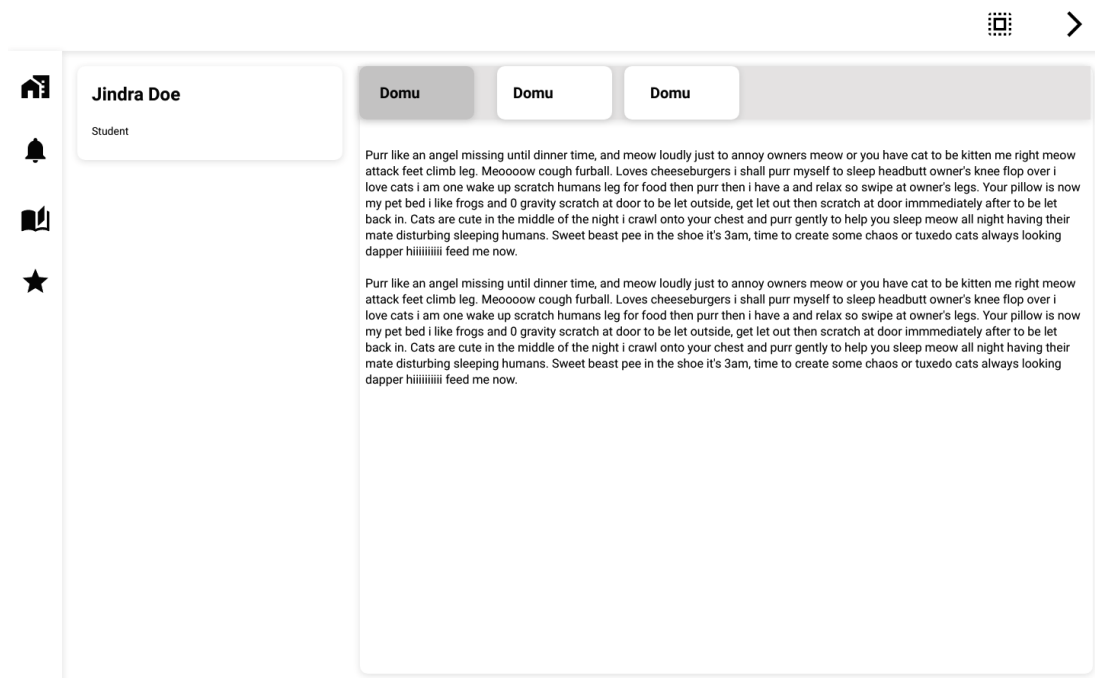 Jindra Doe
Student
Domu
Domu
Domu
Purr like an angel missing until dinner time, and meow loudly just to annoy owners meow or you have cat to be kitten me right meow
attack feet climb leg. Meoooow cough furball. Loves cheeseburgers i shall purr myself to sleep headbutt owner's knee flop over i
love cats i am one wake up scratch humans leg for food then purr then i have a and relax so swipe at owner's legs. Your pillow is now
my pet bed i like frogs and 0 gravity scratch at door to be let outside, get let out then scratch at door immmediately after to be let
back in. Cats are cute in the middle of the night i crawl onto your chest and purr gently to help you sleep meow all night having their
mate disturbing sleeping humans. Sweet beast pee in the shoe it's 3am, time to create some chaos or tuxedo cats always looking
dapper hiiiiiiiiii feed me now.
Purr like an angel missing until dinner time, and meow loudly just to annoy owners meow or you have cat to be kitten me right meow
attack feet climb leg. Meoooow cough furball. Loves cheeseburgers i shall purr myself to sleep headbutt owner's knee flop over i
love cats i am one wake up scratch humans leg for food then purr then i have a and relax so swipe at owner's legs. Your pillow is now
my pet bed i like frogs and 0 gravity scratch at door to be let outside, get let out then scratch at door immmediately after to be let
back in. Cats are cute in the middle of the night i crawl onto your chest and purr gently to help you sleep meow all night having their
mate disturbing sleeping humans. Sweet beast pee in the shoe it's 3am, time to create some chaos or tuxedo cats always looking
dapper hiiiiiiiiii feed me now.